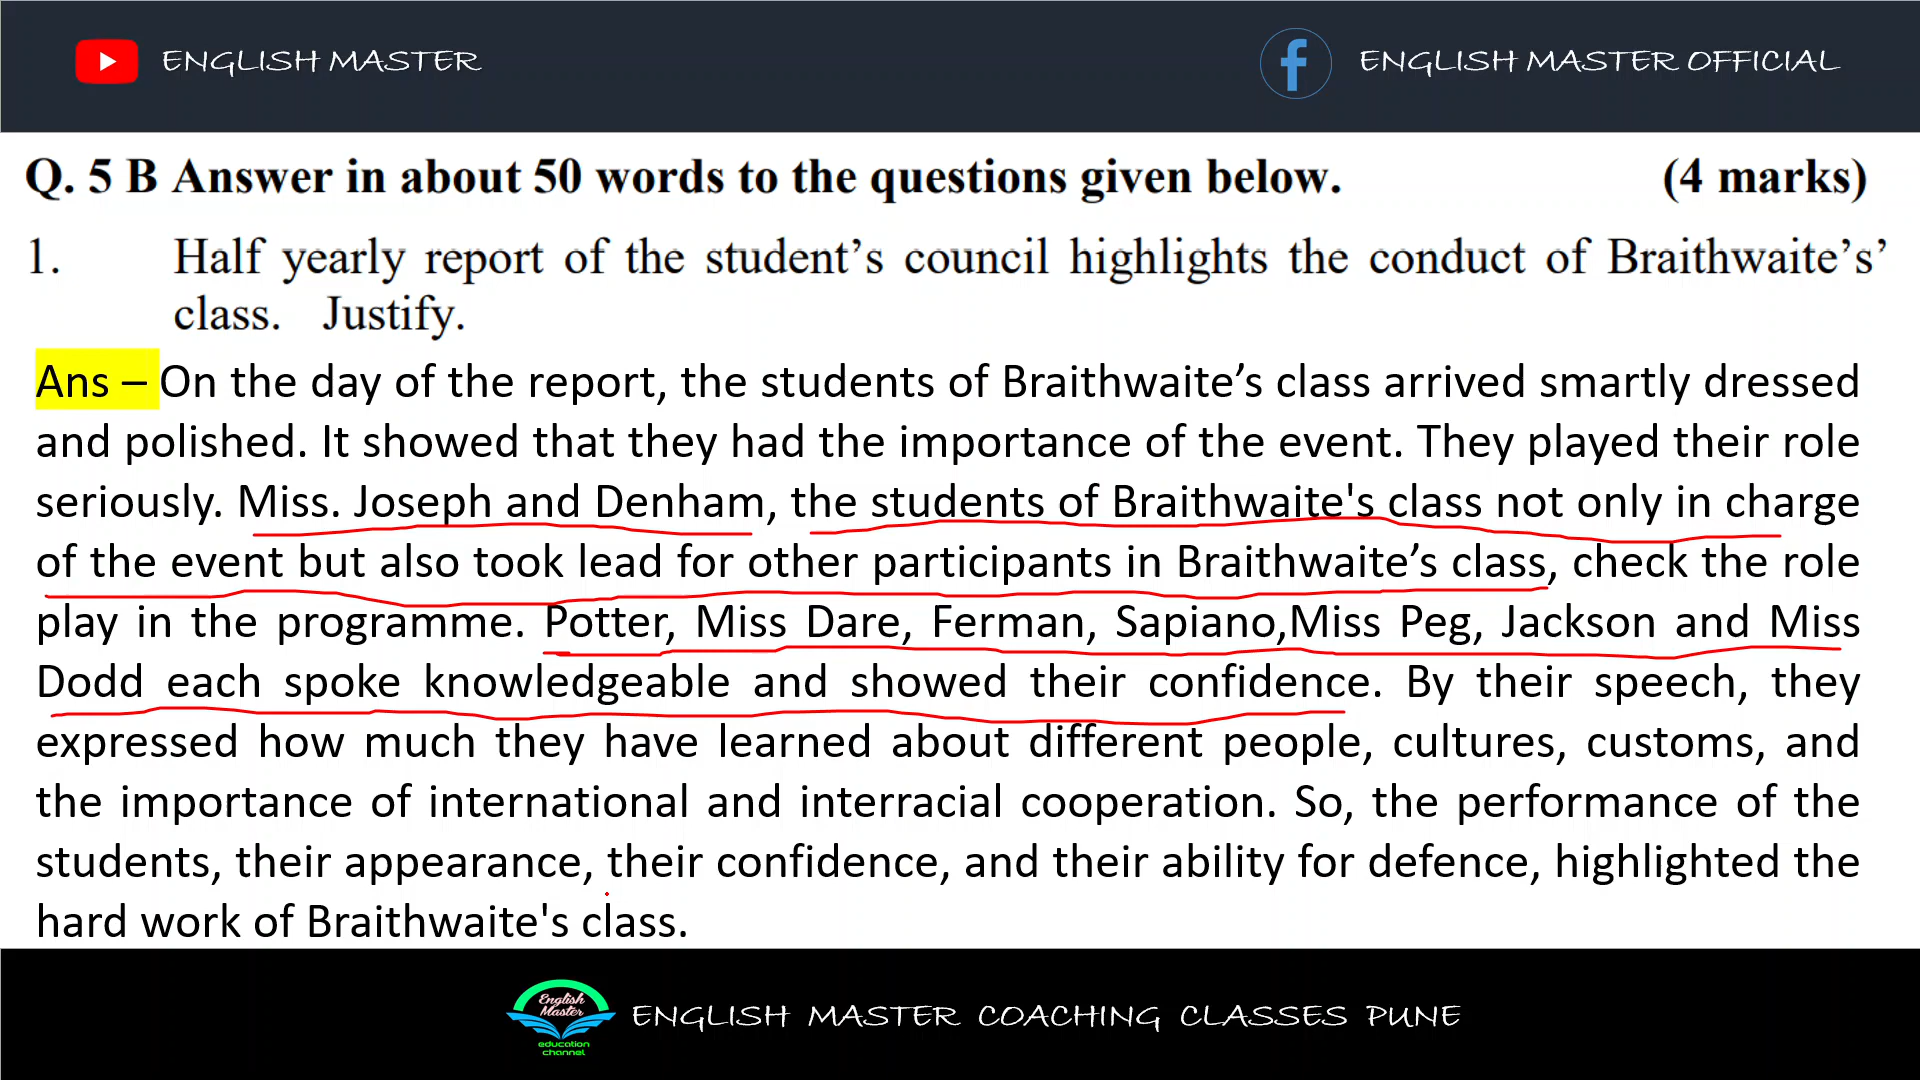 ENGLISH MASTER
ENGLISH MASTER OFFICIAL
Q. 5 B Answer in about 50 words to the questions given below. (4 marks)
1. Half yearly report of the student’s council highlights the conduct of Braithwaite’s’
class. Justify.
Ans – On the day of the report, the students of Braithwaite’s class arrived smartly dressed
and polished. It showed that they had the importance of the event. They played their role
seriously. Miss. Joseph and Denham, the students of Braithwaite's class not only in charge
of the event but also took lead for other participants in Braithwaite’s class, check the role
play in the programme. Potter, Miss Dare, Ferman, Sapiano,Miss Peg, Jackson and Miss
Dodd each spoke knowledgeable and showed their confidence. By their speech, they
expressed how much they have learned about different people, cultures, customs, and
the importance of international and interracial cooperation. So, the performance of the
students, their appearance, their confidence, and their ability for defence, highlighted the
hard work of Braithwaite's class.
English
Master
education
channel
ENGLISH MASTER COACHING CLASSES PUNE